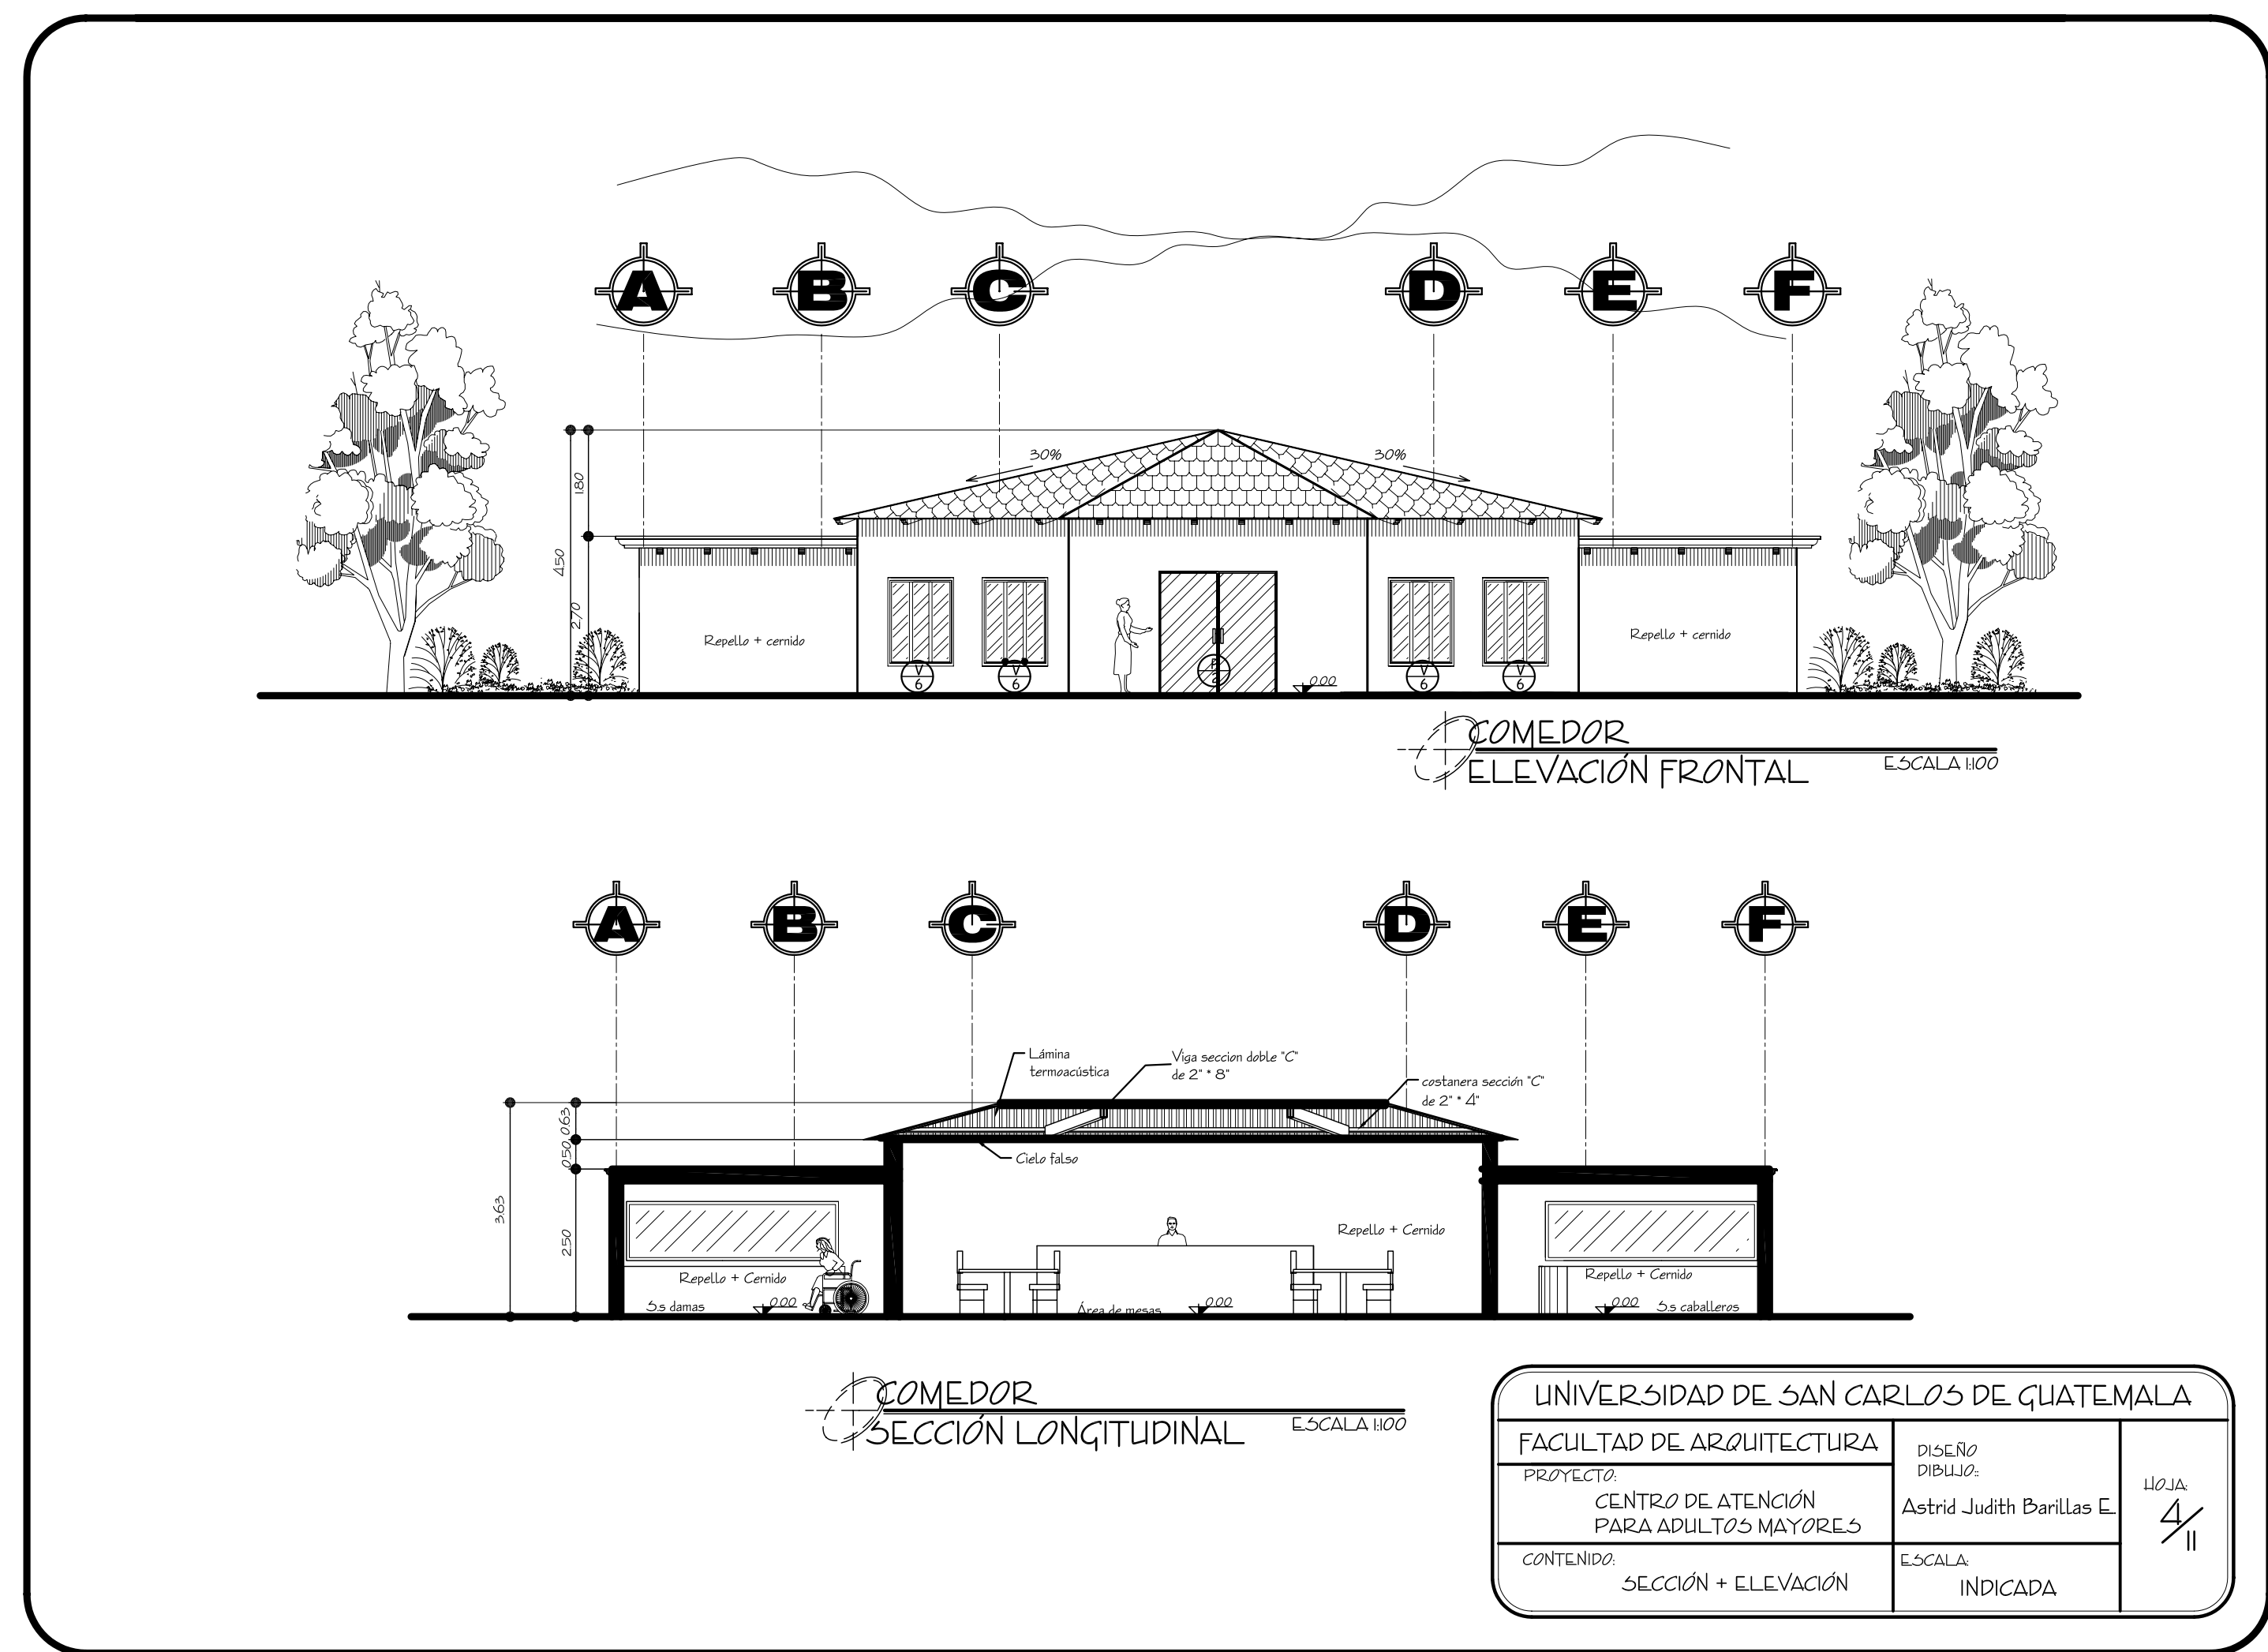 A
B
C
D
E
F
30%
30%
1.80
4.50
2.70
Repello + cernido
Repello + cernido
V
6
V
6
V
6
V
6
0.00
COMEDOR
ELEVACIÓN FRONTAL
ESCALA 1:100
A
B
C
D
E
F
Lámina
termoacústica
Viga seccion doble "C"
de 2" * 8"
costanera sección "C"
de 2" * 4"
0.63
0.50
Cielo falso
3.63
2.50
Repello + Cernido
Repello + Cernido
Repello + Cernido
S.s damas
0.00
Área de mesas
0.00
0.00
S.s caballeros
COMEDOR
SECCIÓN LONGITUDINAL
ESCALA 1:100
UNIVERSIDAD DE SAN CARLOS DE GUATEMALA
FACULTAD DE ARQUITECTURA
PROYECTO:
CENTRO DE ATENCIÓN
PARA ADULTOS MAYORES
CONTENIDO:
SECCIÓN + ELEVACIÓN
DISEÑO
DIBUJO::
Astrid Judith Barillas E.
ESCALA:
INDICADA
HOJA:
4/11